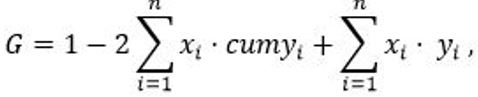 G = 1 − 2 ∑_{i=1}^{n} x_i · cumy_i + ∑_{i=1}^{n} x_i · y_i ,